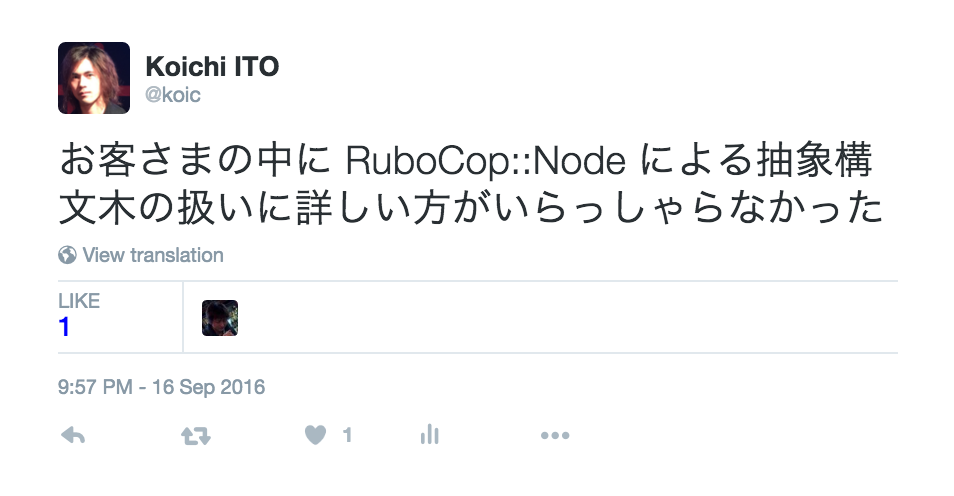 Koichi ITO
@koic
お客さまの中に RuboCop::Node による抽象構
文木の扱いに詳しい方がいらっしゃらなかった
View translation
LIKE
1
9:57 PM - 16 Sep 2016
1